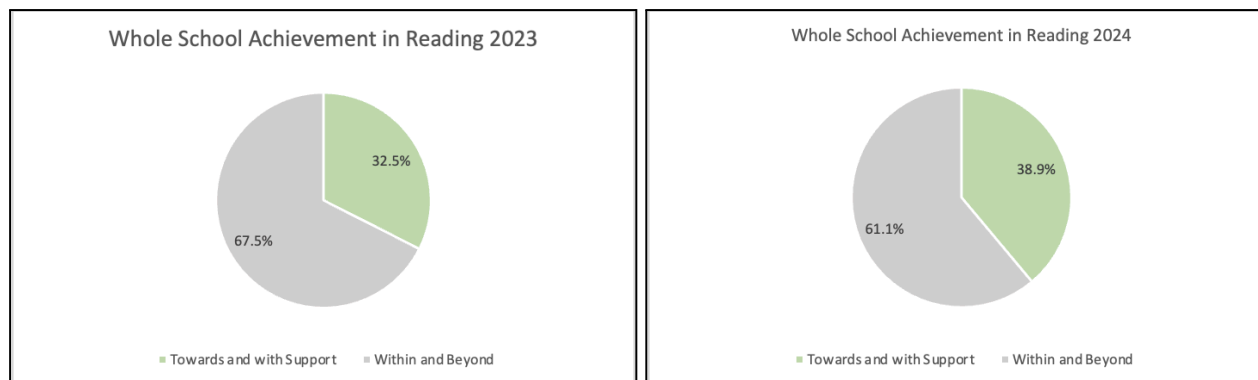 Whole School Achievement in Reading 2023
32.5%
67.5%
Towards and with Support Within and Beyond
Whole School Achievement in Reading 2024
38.9%
61.1%
Towards and with Support Within and Beyond